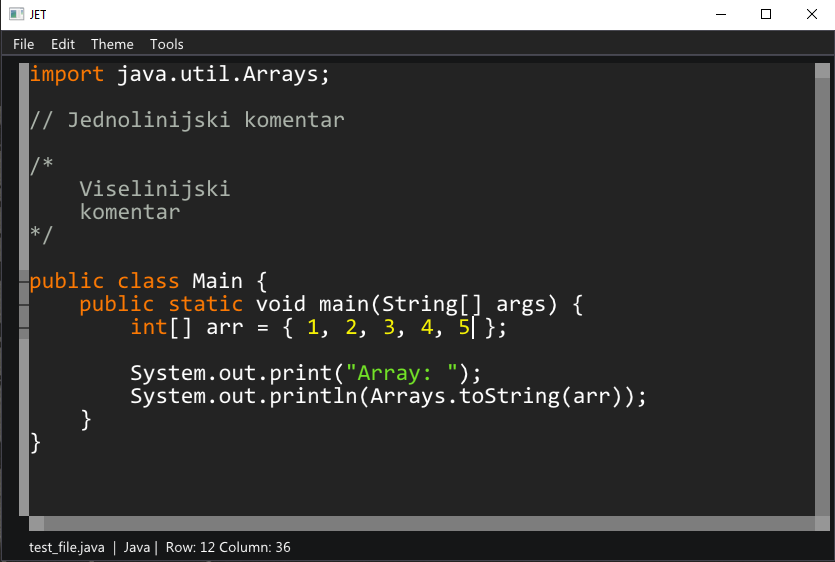 JET
File Edit Theme Tools
import java.util.Arrays;
// Jednolinijski komentar
/*
    Viselinijski
    komentar
*/
public class Main {
    public static void main(String[] args) {
        int[] arr = { 1, 2, 3, 4, 5 };
        System.out.print("Array: ");
        System.out.println(Arrays.toString(arr));
    }
}
test_file.java | Java | Row: 12 Column: 36